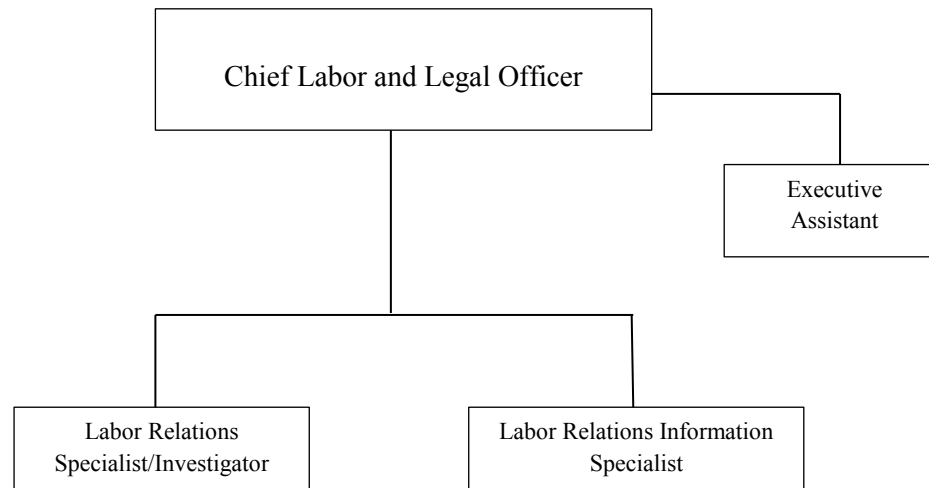 Chief Labor and Legal Officer
Executive
Assistant
Labor Relations
Specialist/Investigator
Labor Relations Information
Specialist